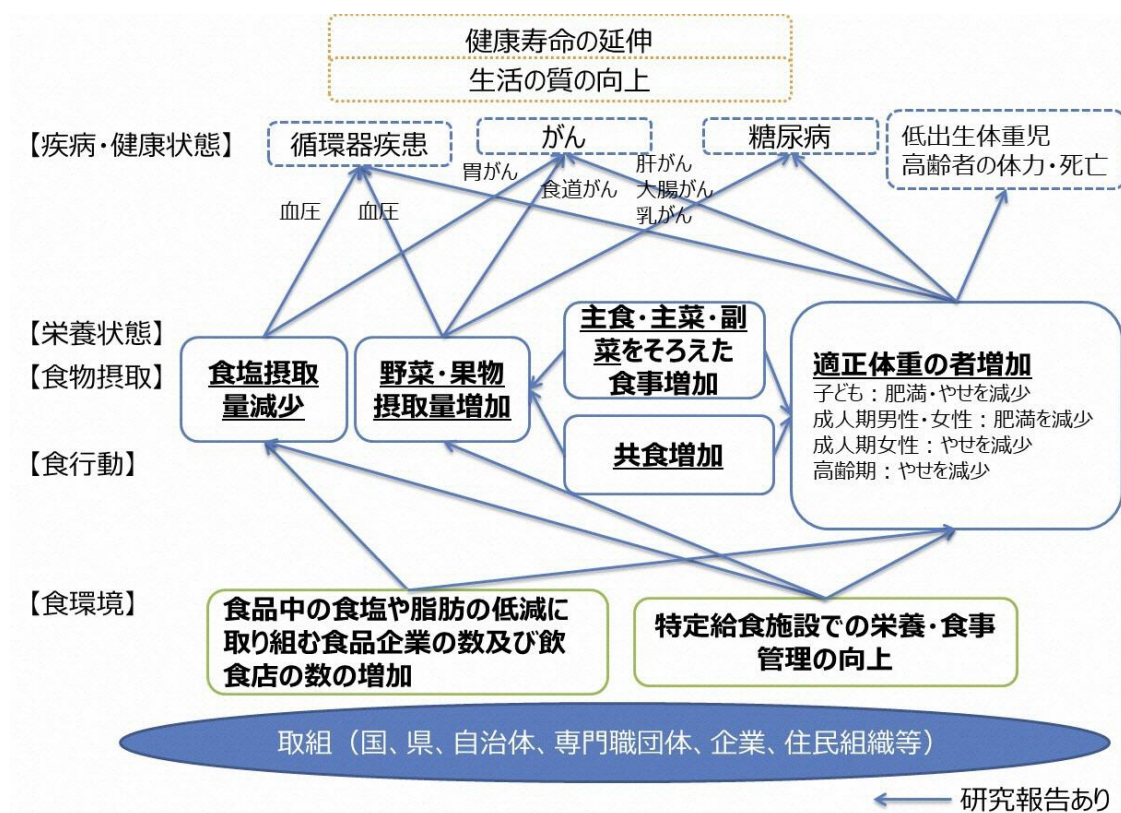 健康寿命の延伸
生活の質の向上
【疾病・健康状態】
循環器疾患
がん
糖尿病
低出生体重児
高齢者の体力・死亡
血圧
血圧
胃がん
食道がん
肝がん
大腸がん
乳がん
【栄養状態】
【食物摂取】
【食行動】
食塩摂取
量減少
野菜・果物
摂取量増加
主食・主菜・副
菜をそろえた
食事増加
共食増加
適正体重の者増加
子ども：肥満・やせを減少
成人期男性・女性：肥満を減少
成人期女性：やせを減少
高齢期：やせを減少
【食環境】
食品中の食塩や脂肪の低減に
取り組む食品企業の数及び飲
食店の数の増加
特定給食施設での栄養・食事
管理の向上
取組（国、県、自治体、専門職団体、企業、住民組織等）
研究報告あり